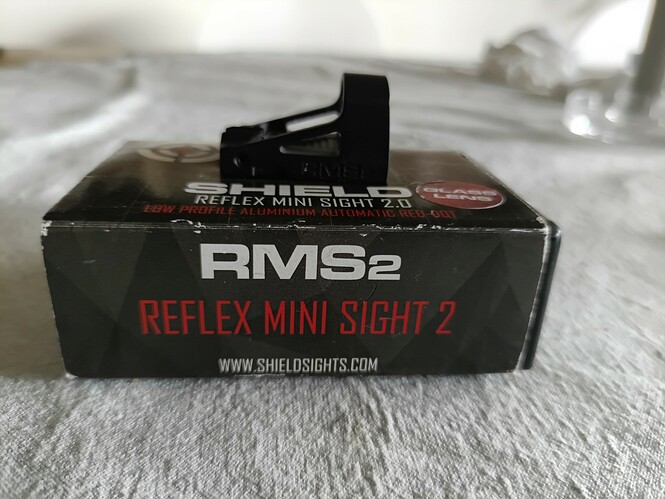 RMS
SHIELD
REFLEX MINI SIGHT 2.0
LOW PROFILE ALUMINIUM AUTOMATIC RED-DOT
GLASS
LENS
RMS2
REFLEX MINI SIGHT 2
WWW.SHIELDSIGHTS.COM